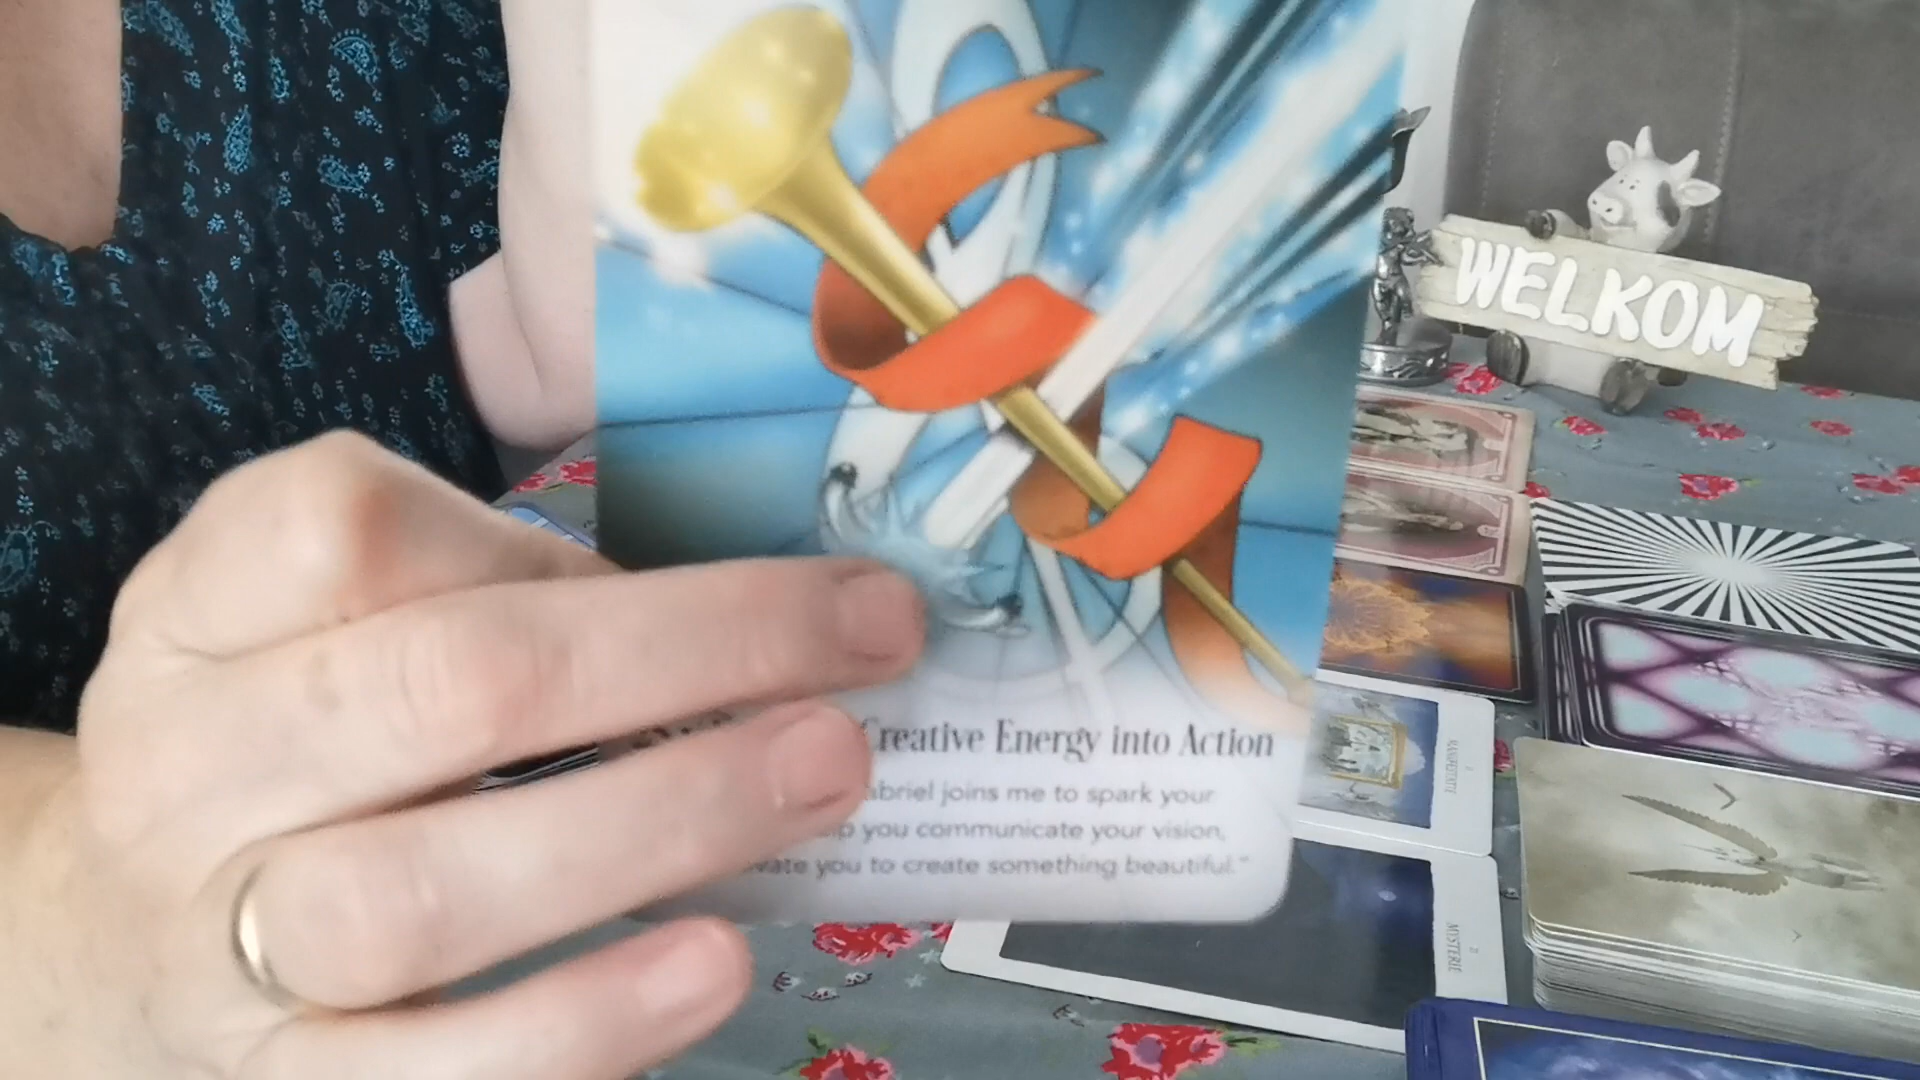 WELKOM
Creative Energy into Action
abriel joins me to spark your
you communicate your vision,
vate you to create something beautiful."
I
MANIFESTATIE
II
MYSTERIE